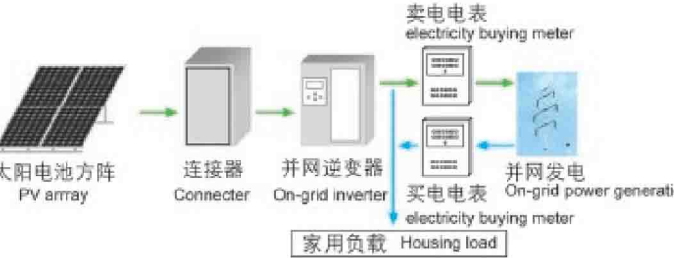 卖电电表
electricity buying meter
太阳电池方阵
PV arrray
连接器
Connecter
并网逆变器
On-grid inverter
买电电表
electricity buying meter
并网发电
On-grid power generati
家用负载 Housing load